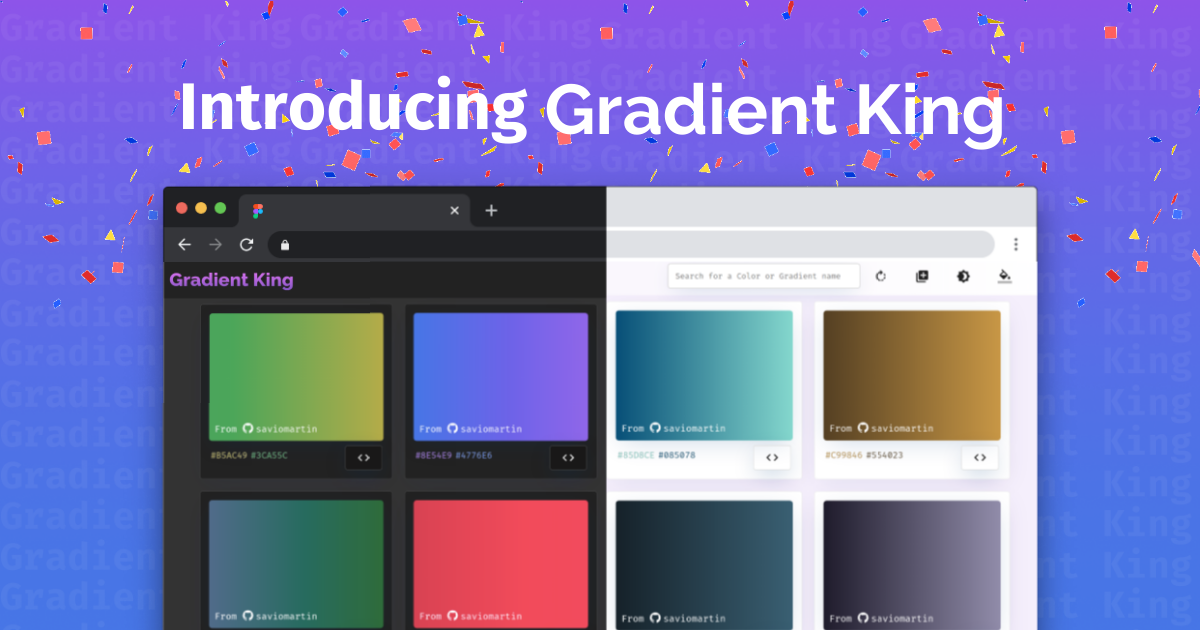 Introducing Gradient King
Gradient King
Search for a Color or Gradient name
From saviomartin
#B5AC49 #3CA55C
From saviomartin
#8E54E9 #4776E6
From saviomartin
#85D8CE #085078
From saviomartin
#C99846 #554023
From saviomartin
From saviomartin
From saviomartin
From saviomartin